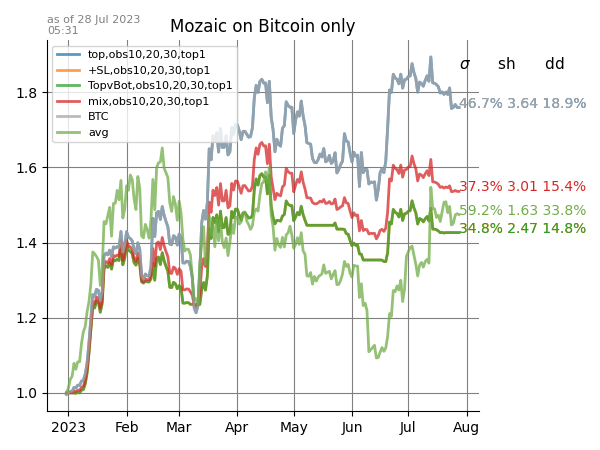 as of 28 Jul 2023
05:31
Mozaic on Bitcoin only
top,obs10,20,30,top1
+SL,obs10,20,30,top1
TopvBot,obs10,20,30,top1
mix,obs10,20,30,top1
BTC
avg
σ sh dd
46.7% 3.64 18.9%
37.3% 3.01 15.4%
59.2% 1.63 33.8%
34.8% 2.47 14.8%
1.8
1.6
1.4
1.2
1.0
2023 Feb Mar Apr May Jun Jul Aug